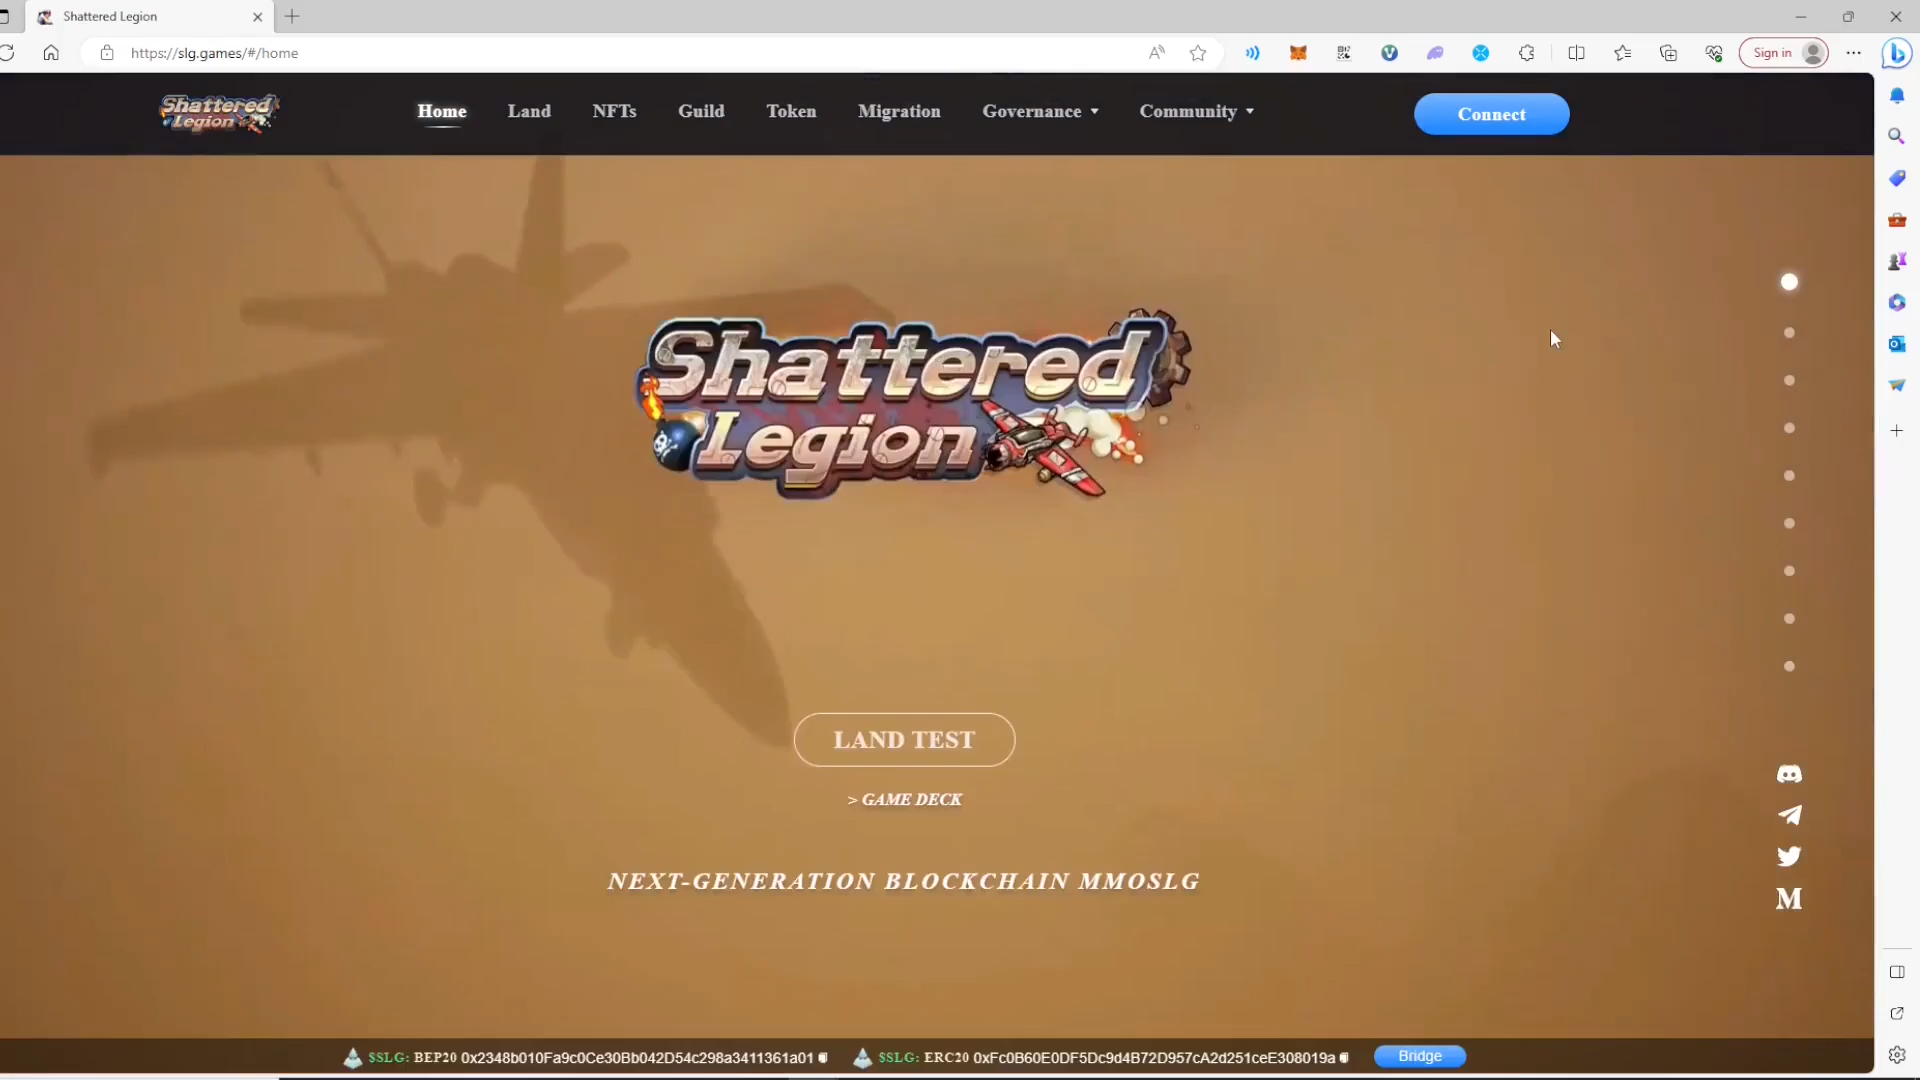 Shattered Legion
https://slg.games/#/home
Sign in
Shattered
Legion
Home
Land
NFTs
Guild
Token
Migration
Governance
Community
Connect
Shattered
Legion
LAND TEST
> GAME DECK
NEXT-GENERATION BLOCKCHAIN MMOSLG
$SLG: BEP20 0x2348b010Fa9c0Ce30Bb042D54c298a3411361a01
$SLG: ERC20 0xFc0B60E0DF5Dc9d4B72D957cA2d251ceE308019a
Bridge